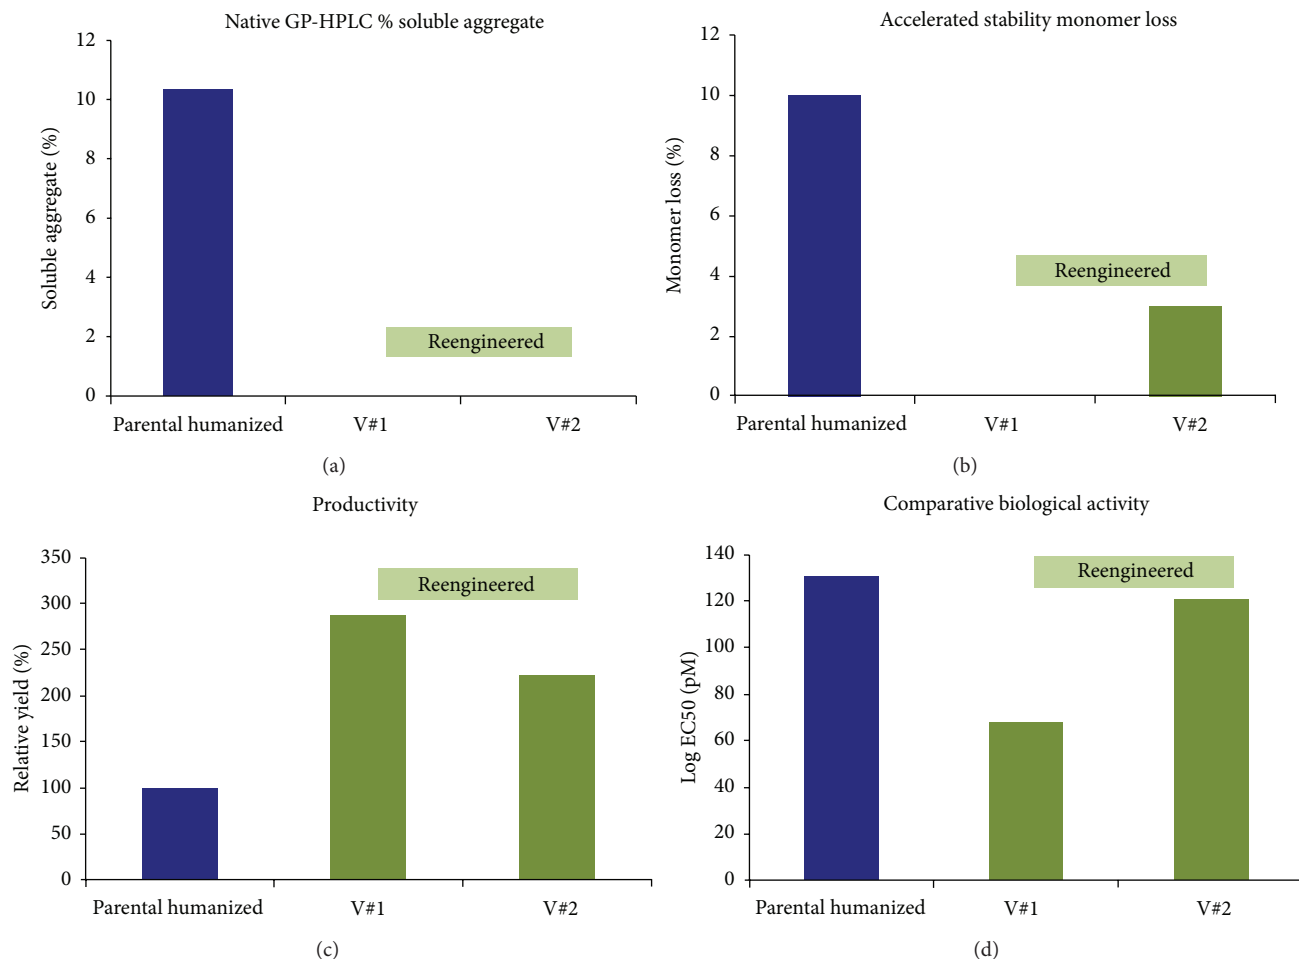 Native GP-HPLC % soluble aggregate
12
10
8
6
4
2
0
Soluble aggregate (%)
Reengineered
Parental humanized V#1 V#2
(a)
Accelerated stability monomer loss
12
10
8
6
4
2
0
Monomer loss (%)
Reengineered
Parental humanized V#1 V#2
(b)
Productivity
350
300
250
200
150
100
50
0
Relative yield (%)
Reengineered
Parental humanized V#1 V#2
(c)
Comparative biological activity
140
120
100
80
60
40
20
0
Log EC50 (pM)
Reengineered
Parental humanized V#1 V#2
(d)